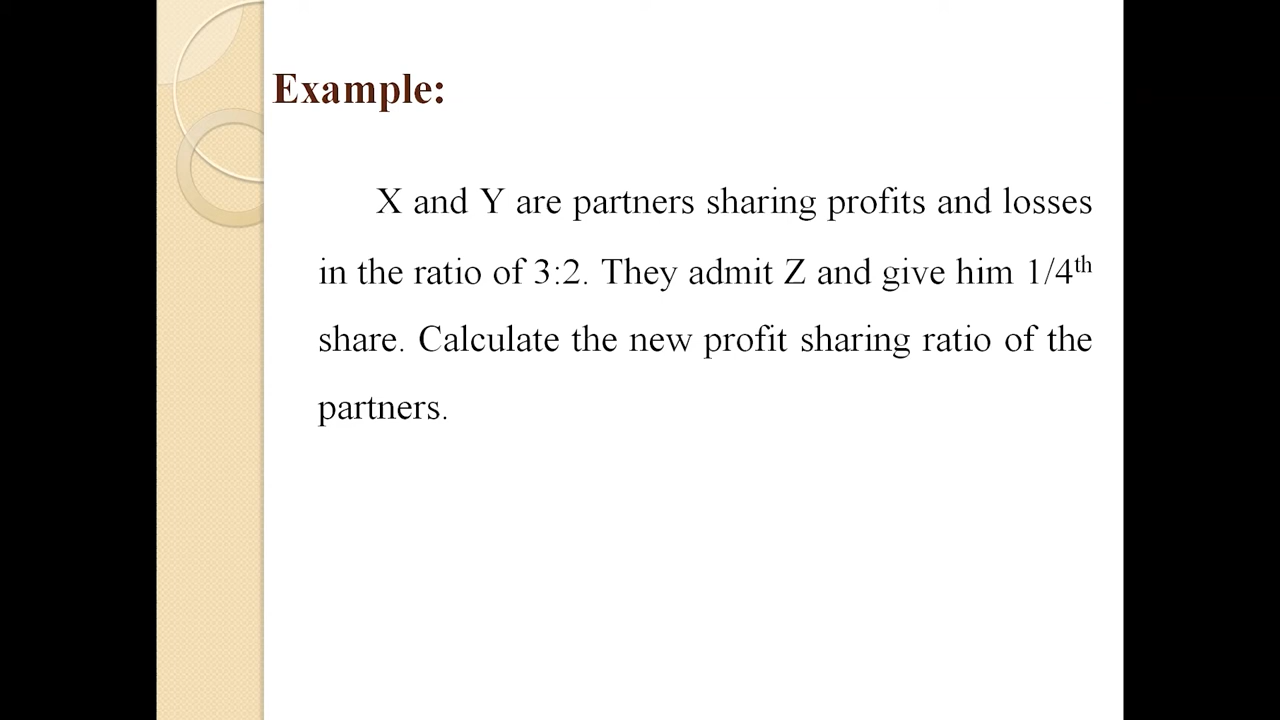 Example:
X and Y are partners sharing profits and losses
in the ratio of 3:2. They admit Z and give him 1/4th
share. Calculate the new profit sharing ratio of the
partners.